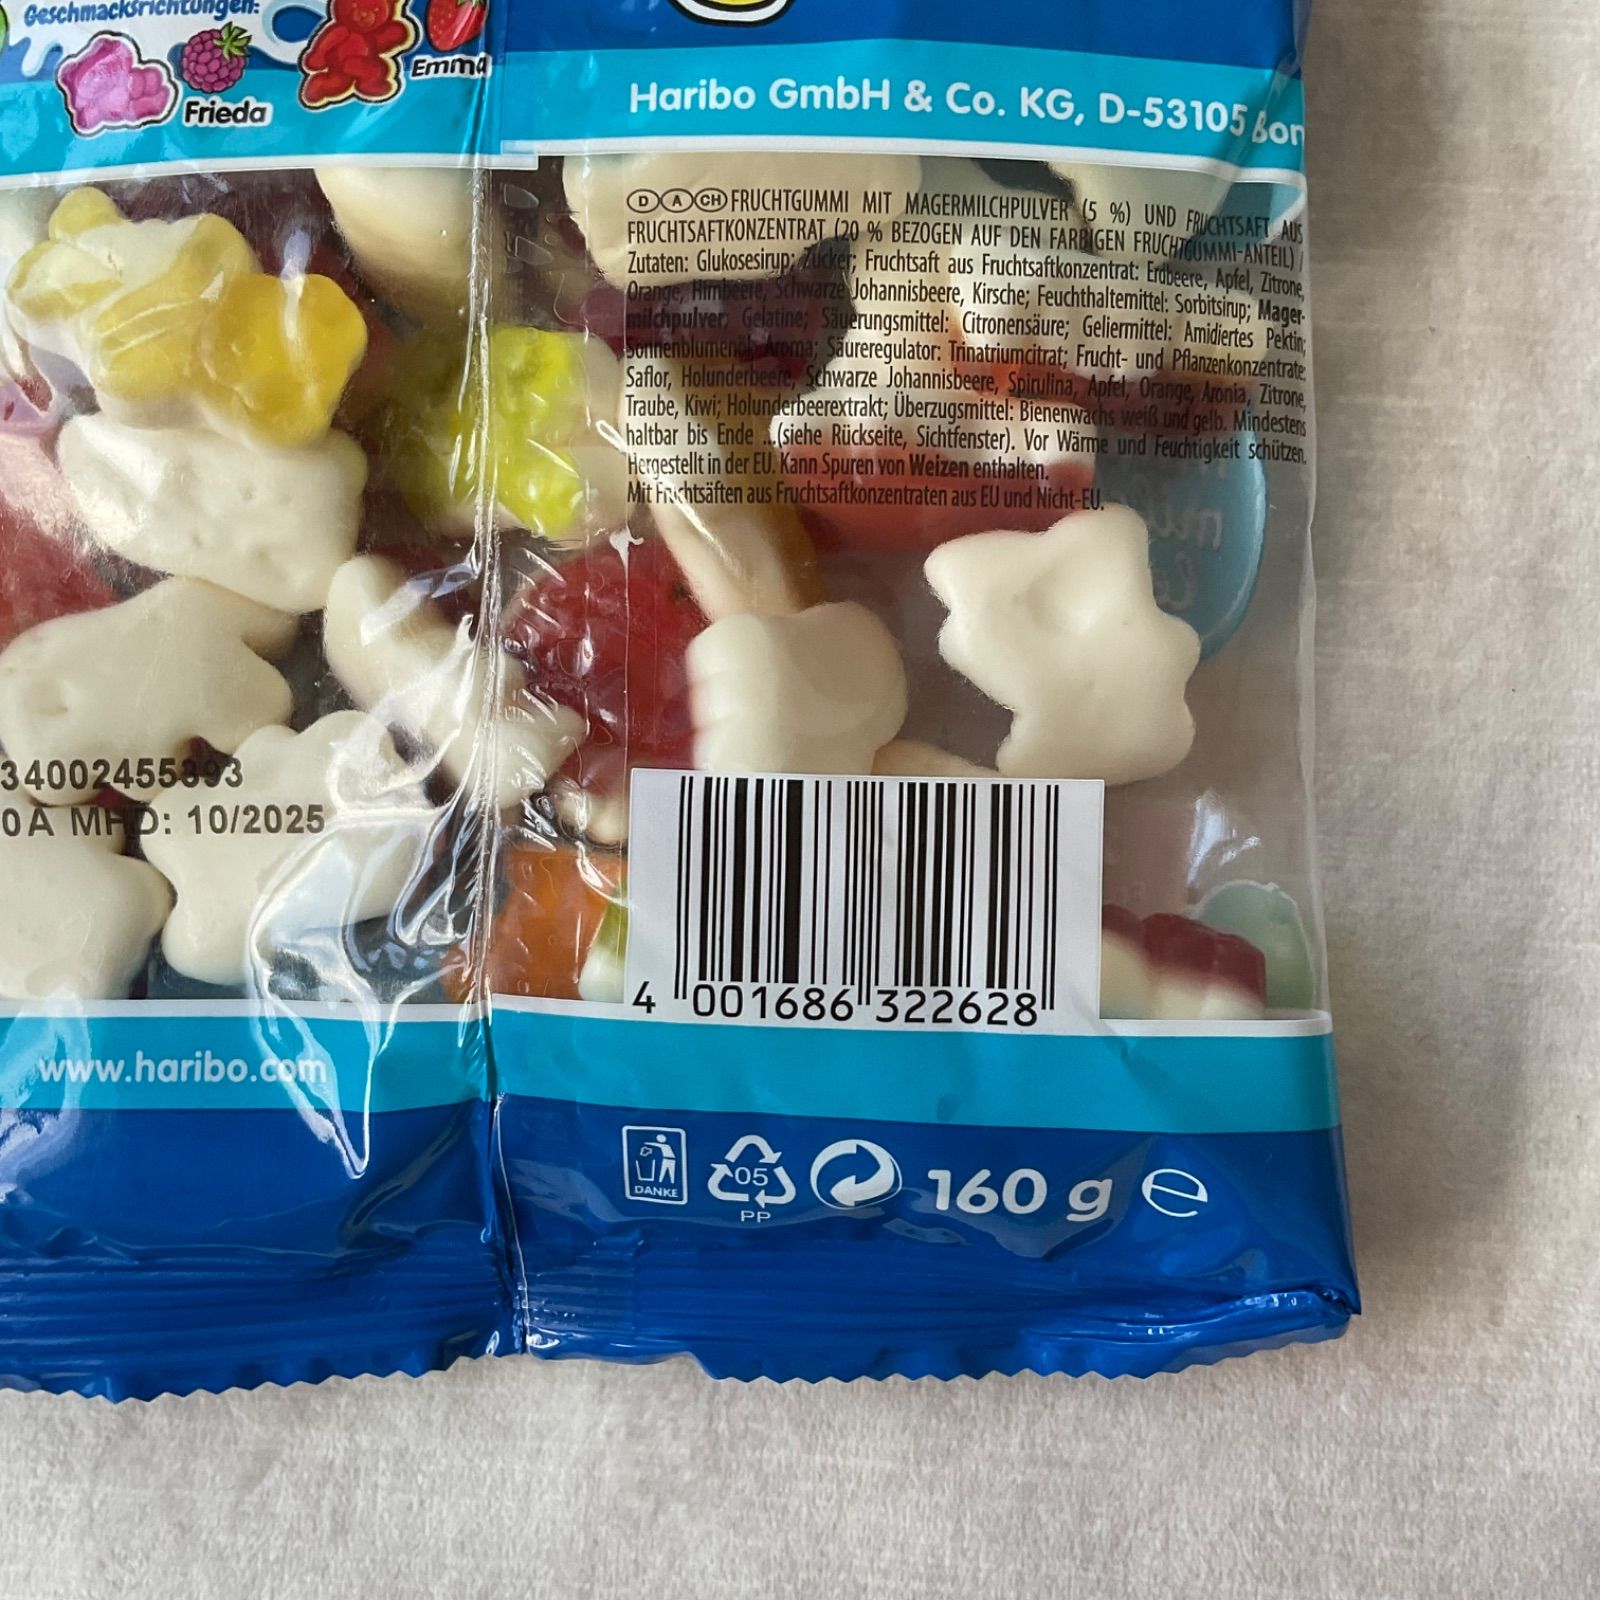 Geschmacksrichtungen:
Frieda
Emma
Haribo GmbH & Co. KG, D-53105 Bon
D A CH FRUCHTGUMMI MIT MAGERMILCHPULVER (5 %) UND FRUCHTSAFT AUS
FRUCHTSAFTKONZENTRAT (20 % BEZOGEN AUF DEN FARBIGEN FRUCHTGUMMI-ANTEIL) /
Zutaten: Glukosesirup; Zucker; Fruchtsaft aus Fruchtsaftkonzentrat: Erdbeere, Apfel, Zitrone,
Orange, Himbeere, Schwarze Johannisbeere, Kirsche; Feuchthaltemittel: Sorbitsirup; Mager-
milchpulver; Gelatine; Säuerungsmittel: Citronensäure; Geliermittel: Amidiertes Pektin;
Sonnenblumenöl; Aroma; Säureregulator: Trinatriumcitrat; Frucht- und Pflanzenkonzentrate:
Saflor, Holunderbeere, Schwarze Johannisbeere, Spirulina, Apfel, Orange, Aronia, Zitrone,
Traube, Kiwi; Holunderbeerextrakt; Überzugsmittel: Bienenwachs weiß und gelb. Mindestens
haltbar bis Ende ...(siehe Rückseite, Sichtfenster). Vor Wärme und Feuchtigkeit schützen.
Hergestellt in der EU. Kann Spuren von Weizen enthalten.
Mit Fruchtsäften aus Fruchtsaftkonzentraten aus EU und Nicht-EU.
34002455893
0A MHD: 10/2025
4 001686 322628
www.haribo.com
DANKE
05
PP
160 g e